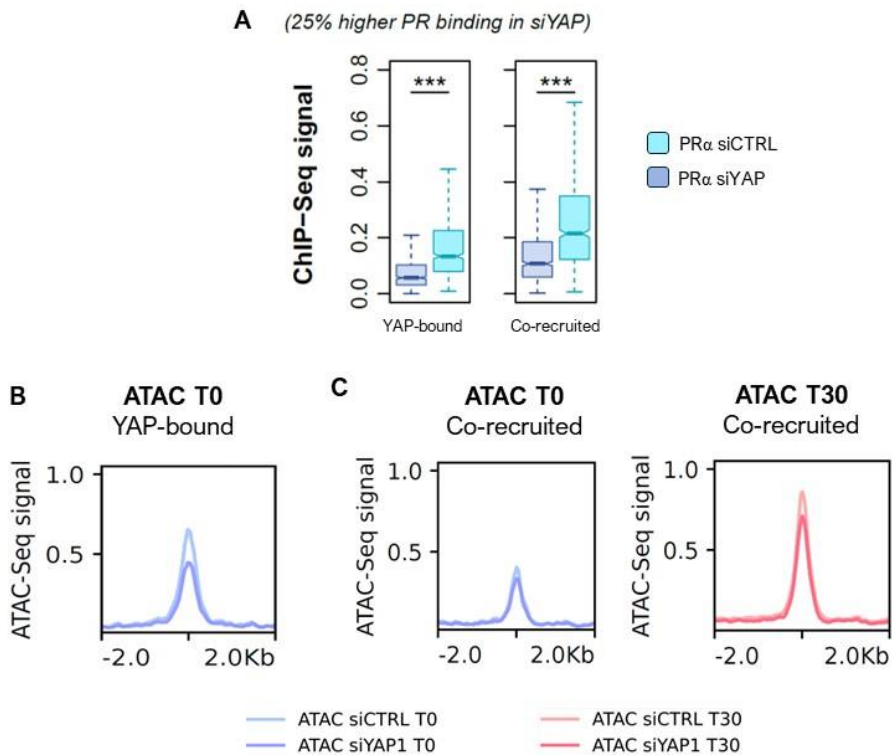 A (25% higher PR binding in siYAP)
ChIP–Seq signal
0.8
0.6
0.4
0.2
0.0
***
***
YAP-bound
Co-recruited
PRα siCTRL
PRα siYAP
B
ATAC T0
YAP-bound
ATAC-Seq signal
1.0
0.5
-2.0 2.0Kb
C
ATAC T0
Co-recruited
ATAC-Seq signal
1.0
0.5
-2.0 2.0Kb
ATAC T30
Co-recruited
ATAC-Seq signal
1.0
0.5
-2.0 2.0Kb
ATAC siCTRL T0
ATAC siYAP1 T0
ATAC siCTRL T30
ATAC siYAP1 T30